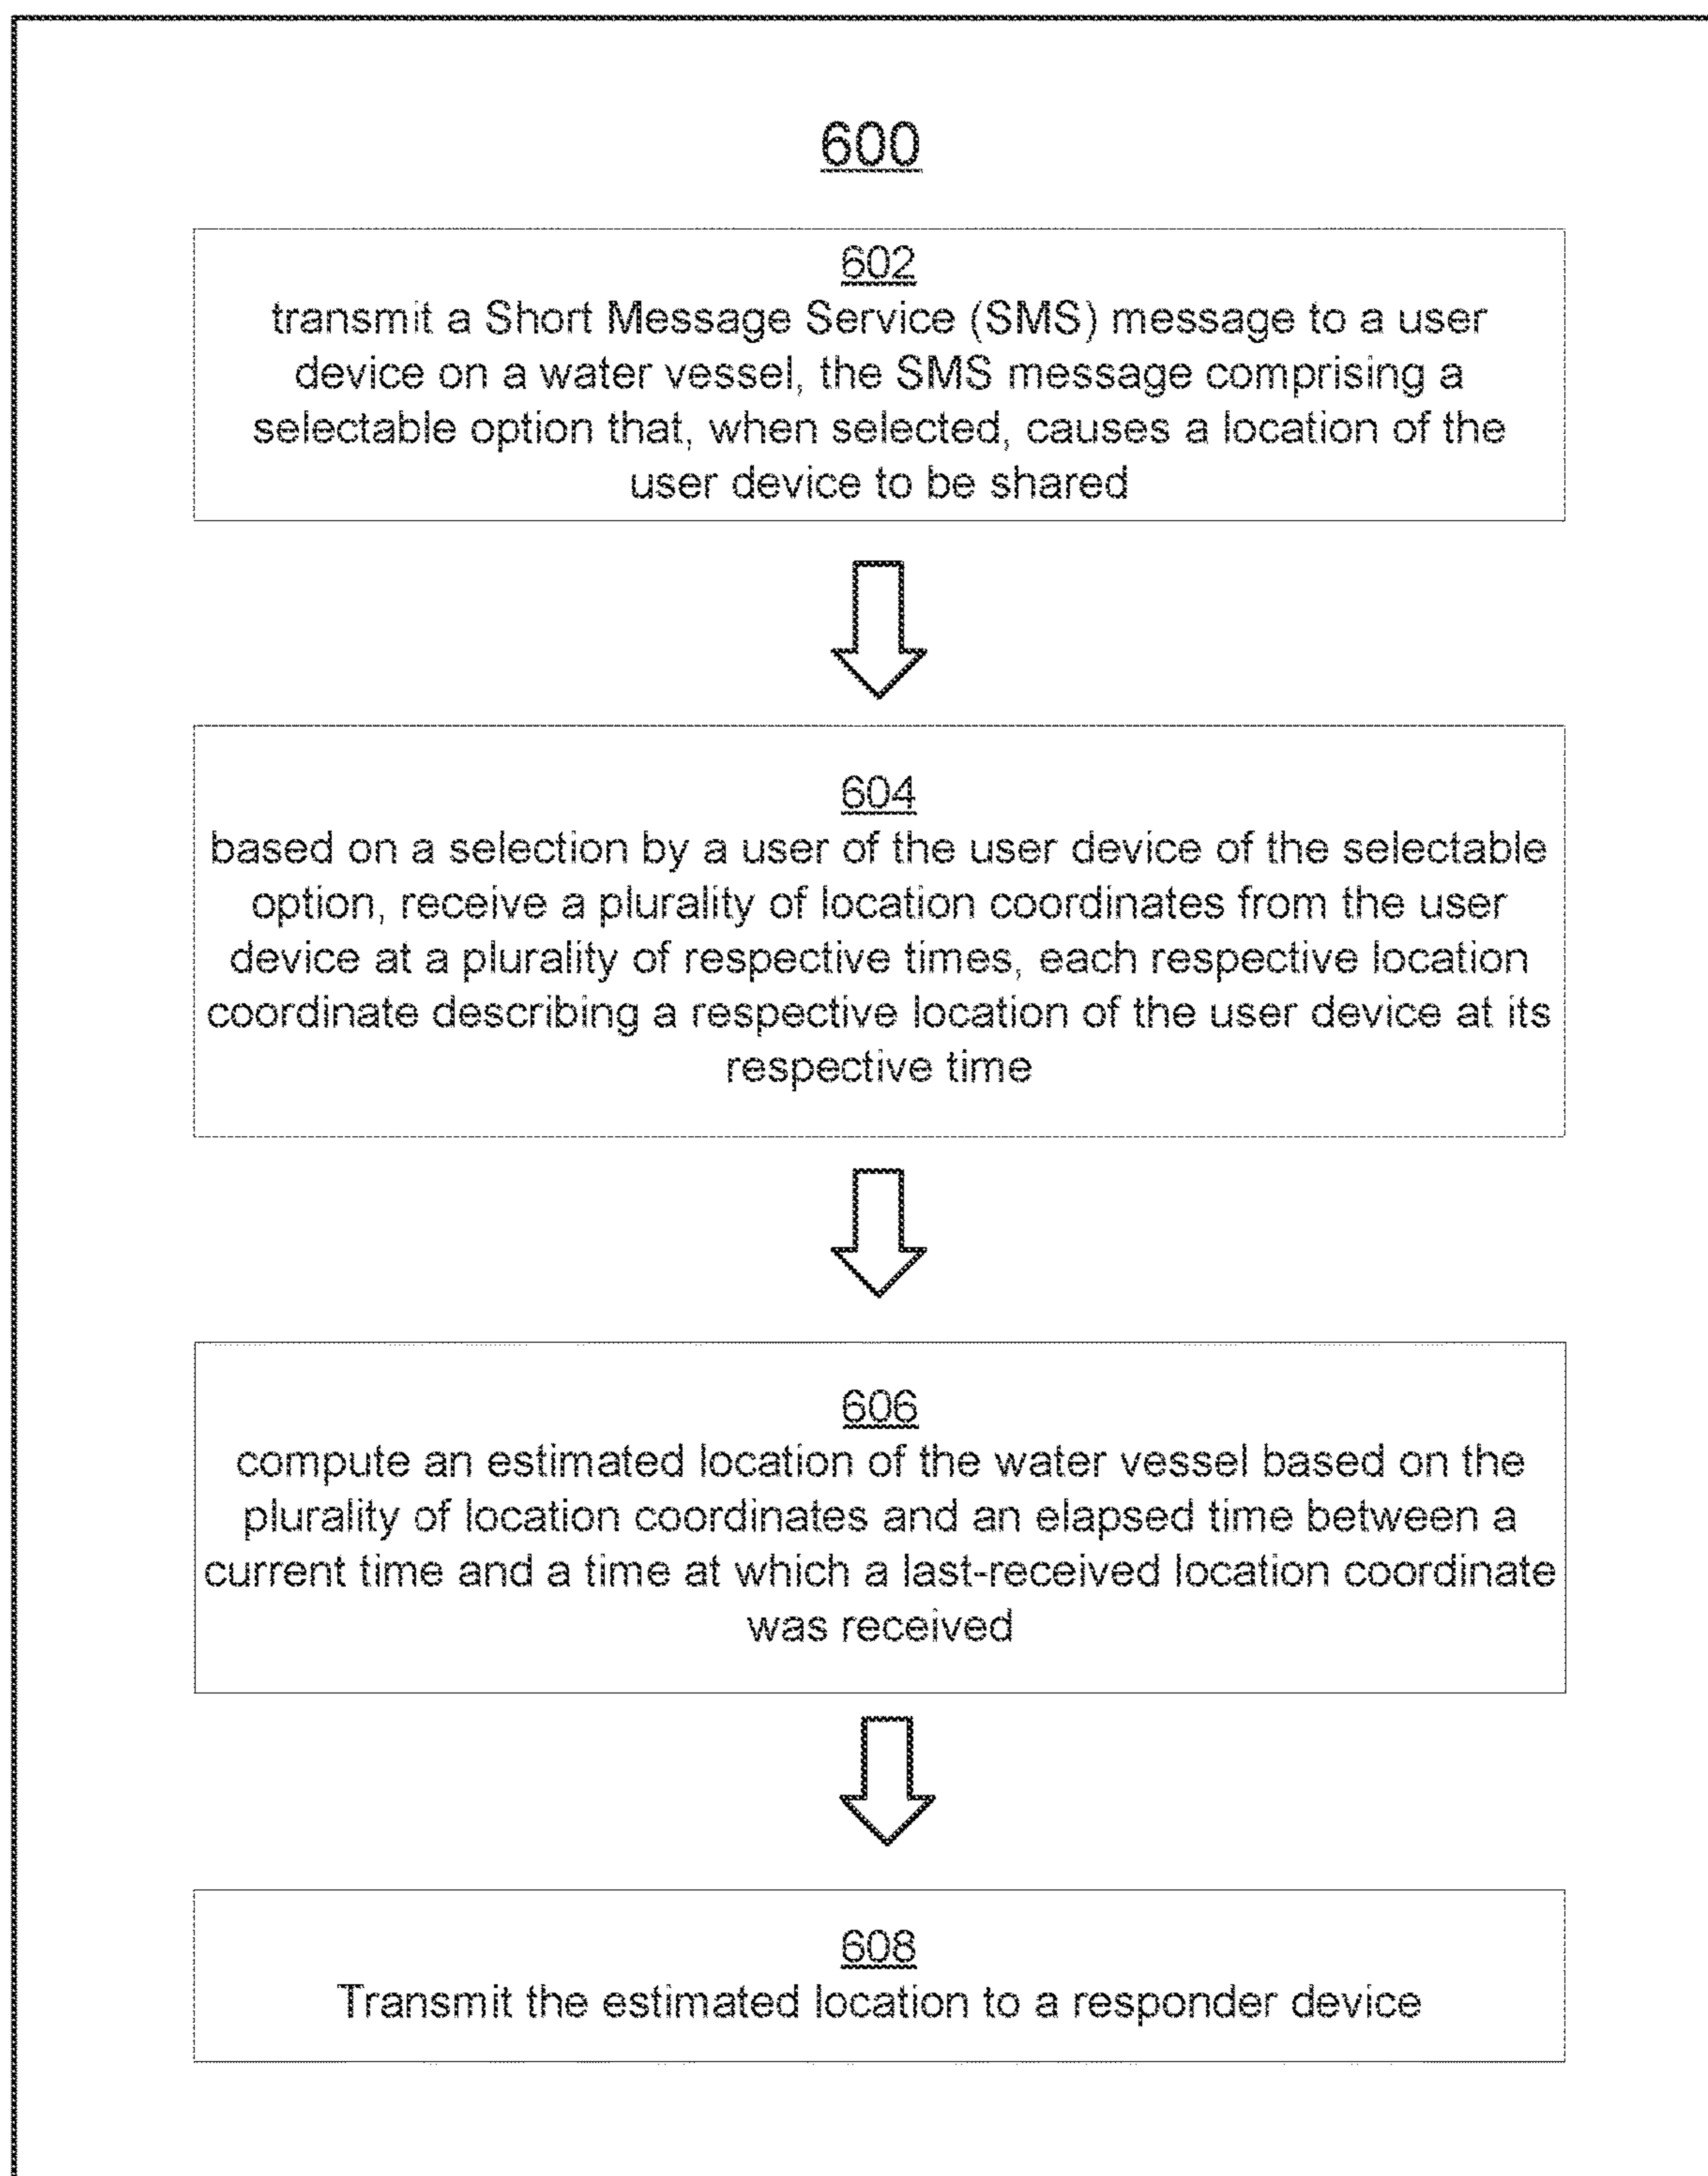 600
602
transmit a Short Message Service (SMS) message to a user
device on a water vessel, the SMS message comprising a
selectable option that, when selected, causes a location of the
user device to be shared
604
based on a selection by a user of the user device of the selectable
option, receive a plurality of location coordinates from the user
device at a plurality of respective times, each respective location
coordinate describing a respective location of the user device at its
respective time
606
compute an estimated location of the water vessel based on the
plurality of location coordinates and an elapsed time between a
current time and a time at which a last-received location coordinate
was received
608
Transmit the estimated location to a responder device